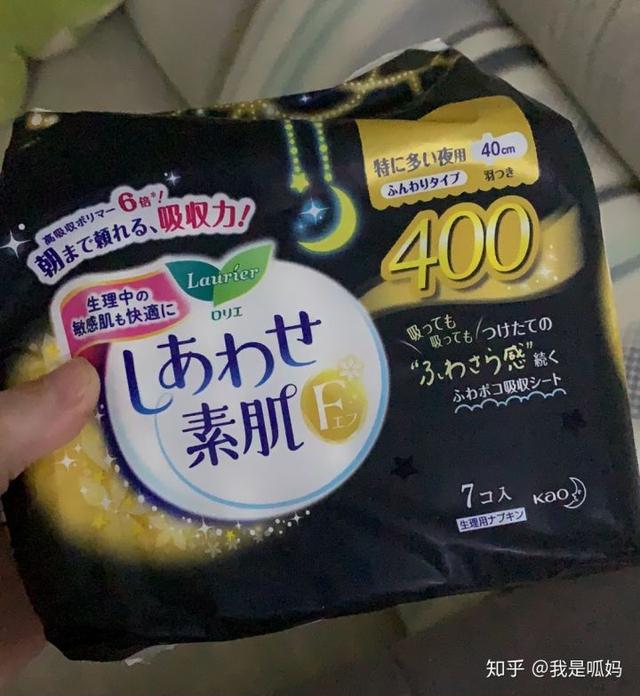 特に多い夜用 40cm
ふんわりタイプ 羽つき
400
高吸収ポリマー6倍*!
朝まで頼れる、吸収力!
Laurier
ロリエ
生理中の
敏感肌も快適に
しあわせ
素肌
F
エフ
吸っても
吸っても つけたての
“ふわさら感”続く
ふわポコ吸収シート
7コ入
生理用ナプキン
Kao
知乎 @我是呱妈